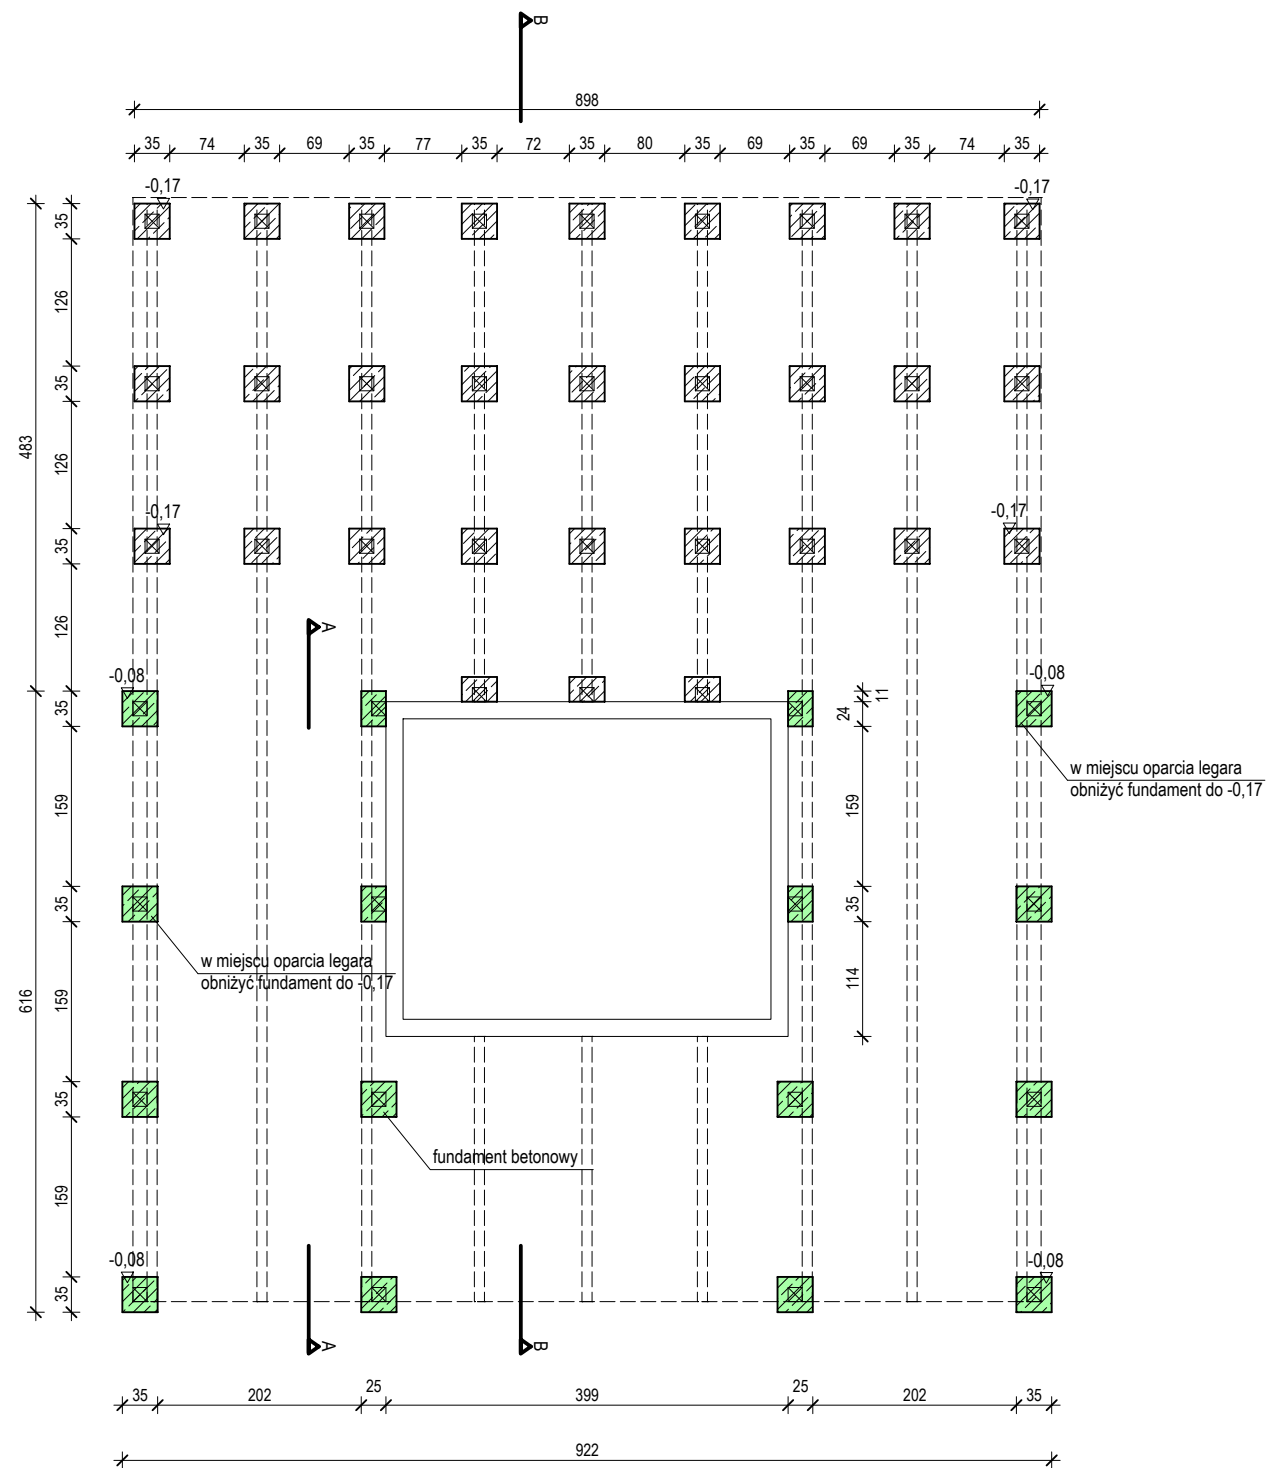 B
898
35 74 35 69 35 77 35 72 35 80 35 69 35 69 35 74 35
-0,17 -0,17
35
126
35
483
126
-0,17 -0,17
35
126
A
-0,08 -0,08
35
11
24
w miejscu oparcia legara
obniżyć fundament do -0,17
159
159
35
35
w miejscu oparcia legara
obniżyć fundament do -0,17
114
616
159
35
fundament betonowy
159
-0,08 -0,08
35
A B
35 202 25 399 25 202 35
922